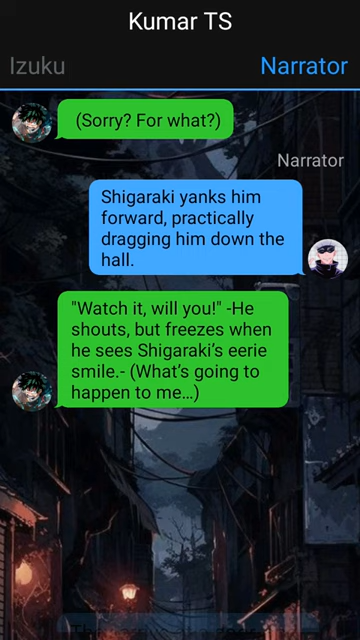 Kumar TS
Izuku
Narrator
(Sorry? For what?)
Narrator
Shigaraki yanks him
forward, practically
dragging him down the
hall.
"Watch it, will you!" -He
shouts, but freezes when
he sees Shigaraki’s eerie
smile.- (What’s going to
happen to me…)